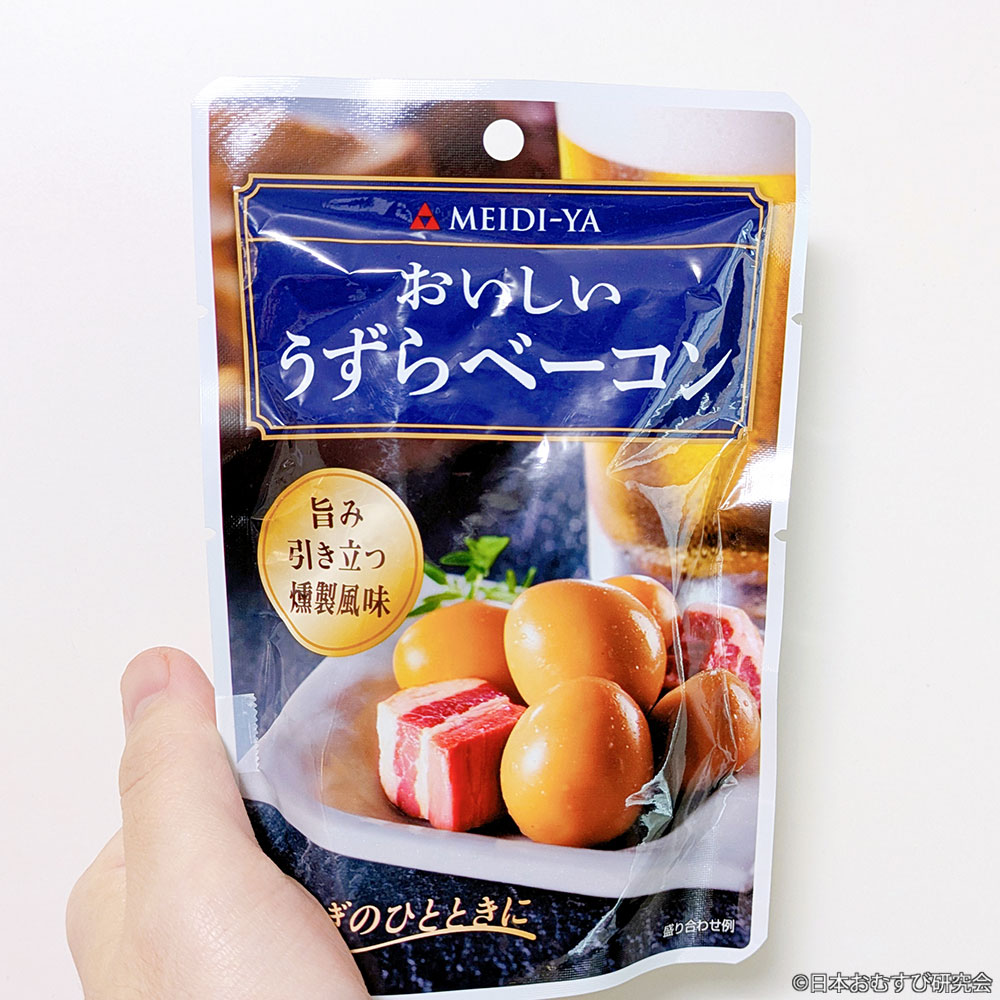 MEIDI-YA
おいしい
うずらベーコン
旨み
引き立つ
燻製風味
ぎのひとときに
盛り合わせ例
©日本おむすび研究会